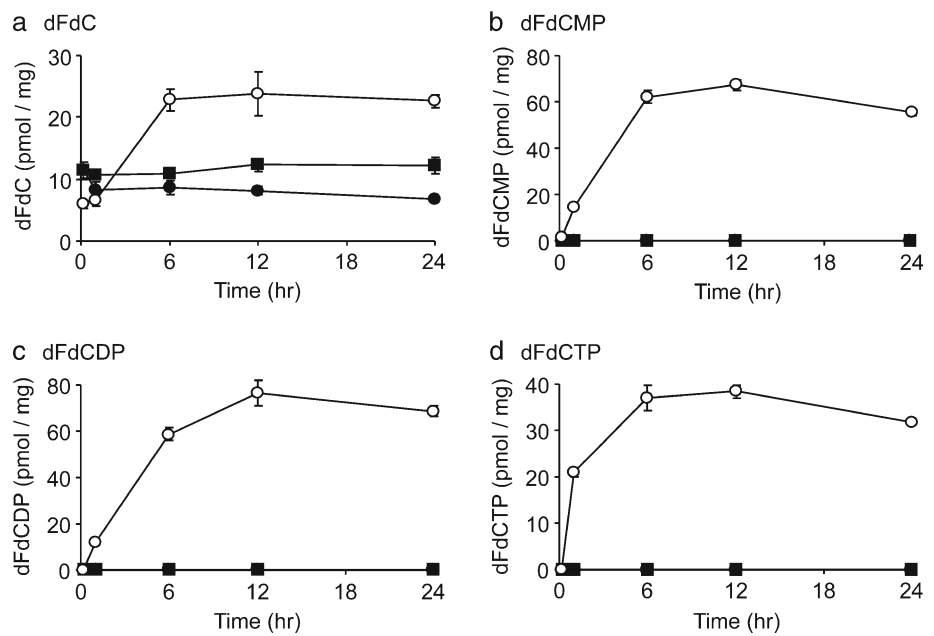 a dFdC
30
20
10
0
dFdC (pmol / mg)
0 6 12 18 24
Time (hr)
b dFdCMP
80
60
40
20
0
dFdCMP (pmol / mg)
0 6 12 18 24
Time (hr)
c dFdCDP
80
60
40
20
0
dFdCDP (pmol / mg)
0 6 12 18 24
Time (hr)
d dFdCTP
40
30
20
10
0
dFdCTP (pmol / mg)
0 6 12 18 24
Time (hr)